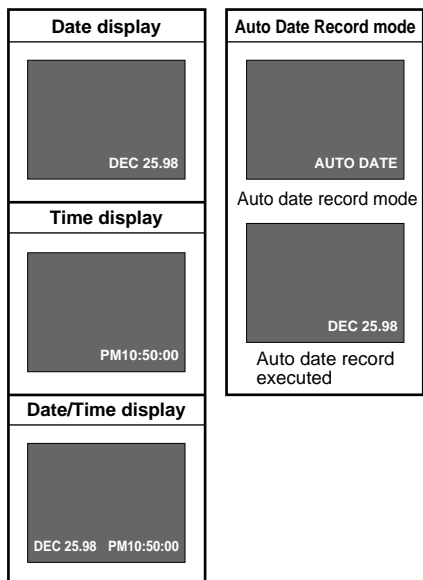 Date display
DEC 25.98
Time display
PM10:50:00
Date/Time display
DEC 25.98 PM10:50:00
Auto Date Record mode
AUTO DATE
Auto date record mode
DEC 25.98
Auto date record
executed